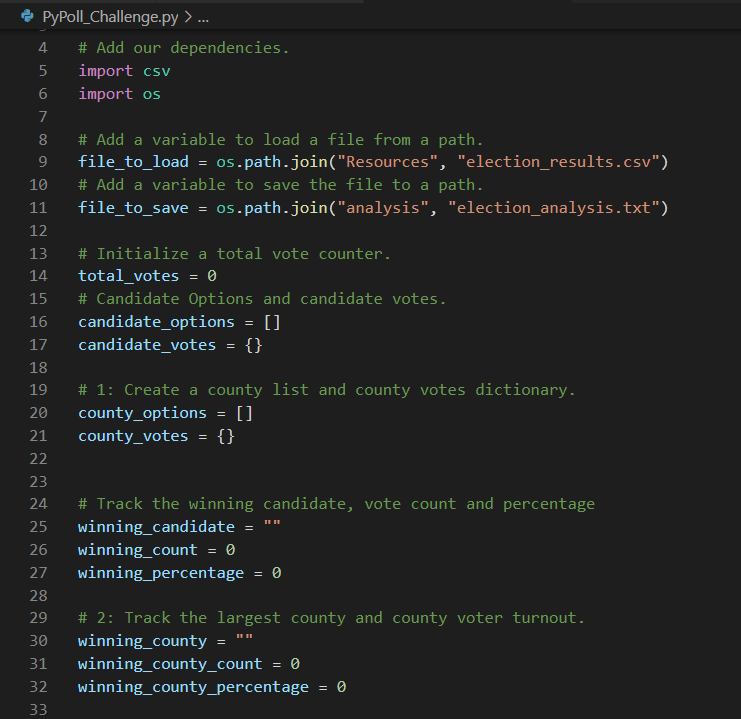 PyPoll_Challenge.py > ...
4 # Add our dependencies.
5 import csv
6 import os
7
8 # Add a variable to load a file from a path.
9 file_to_load = os.path.join("Resources", "election_results.csv")
10 # Add a variable to save the file to a path.
11 file_to_save = os.path.join("analysis", "election_analysis.txt")
12
13 # Initialize a total vote counter.
14 total_votes = 0
15 # Candidate Options and candidate votes.
16 candidate_options = []
17 candidate_votes = {}
18
19 # 1: Create a county list and county votes dictionary.
20 county_options = []
21 county_votes = {}
22
23
24 # Track the winning candidate, vote count and percentage
25 winning_candidate = ""
26 winning_count = 0
27 winning_percentage = 0
28
29 # 2: Track the largest county and county voter turnout.
30 winning_county = ""
31 winning_county_count = 0
32 winning_county_percentage = 0
33